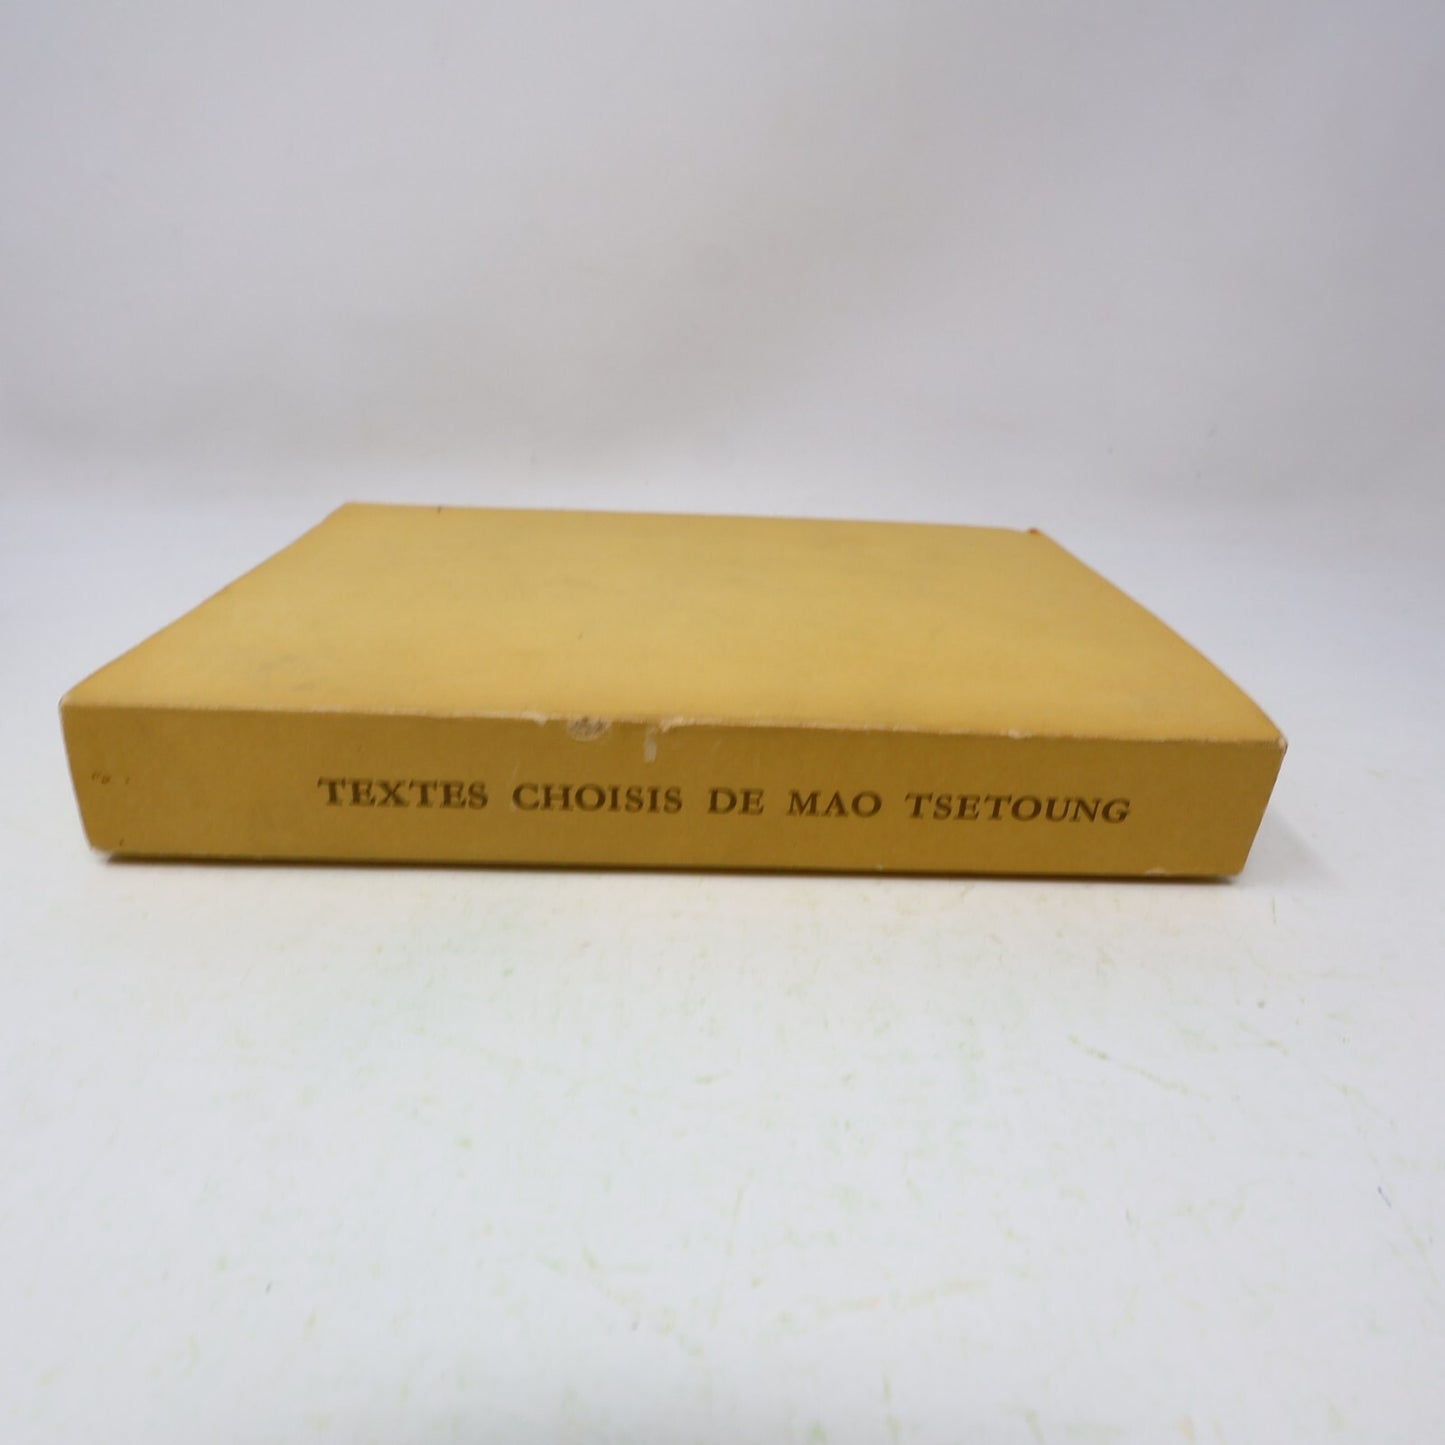 TEXTES CHOISIS DE MAO TSETOUNG